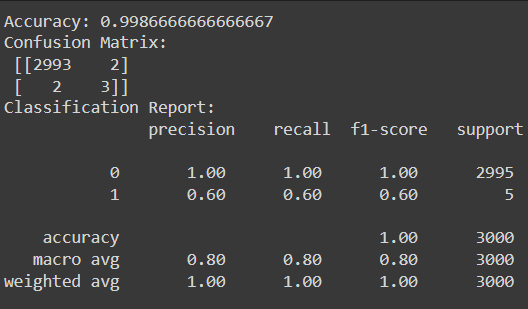 Accuracy: 0.9986666666666667
Confusion Matrix:
 [[2993    2]
 [   2    3]]
Classification Report:
              precision    recall  f1-score   support

           0       1.00      1.00      1.00      2995
           1       0.60      0.60      0.60         5

    accuracy                           1.00      3000
   macro avg       0.80      0.80      0.80      3000
weighted avg       1.00      1.00      1.00      3000